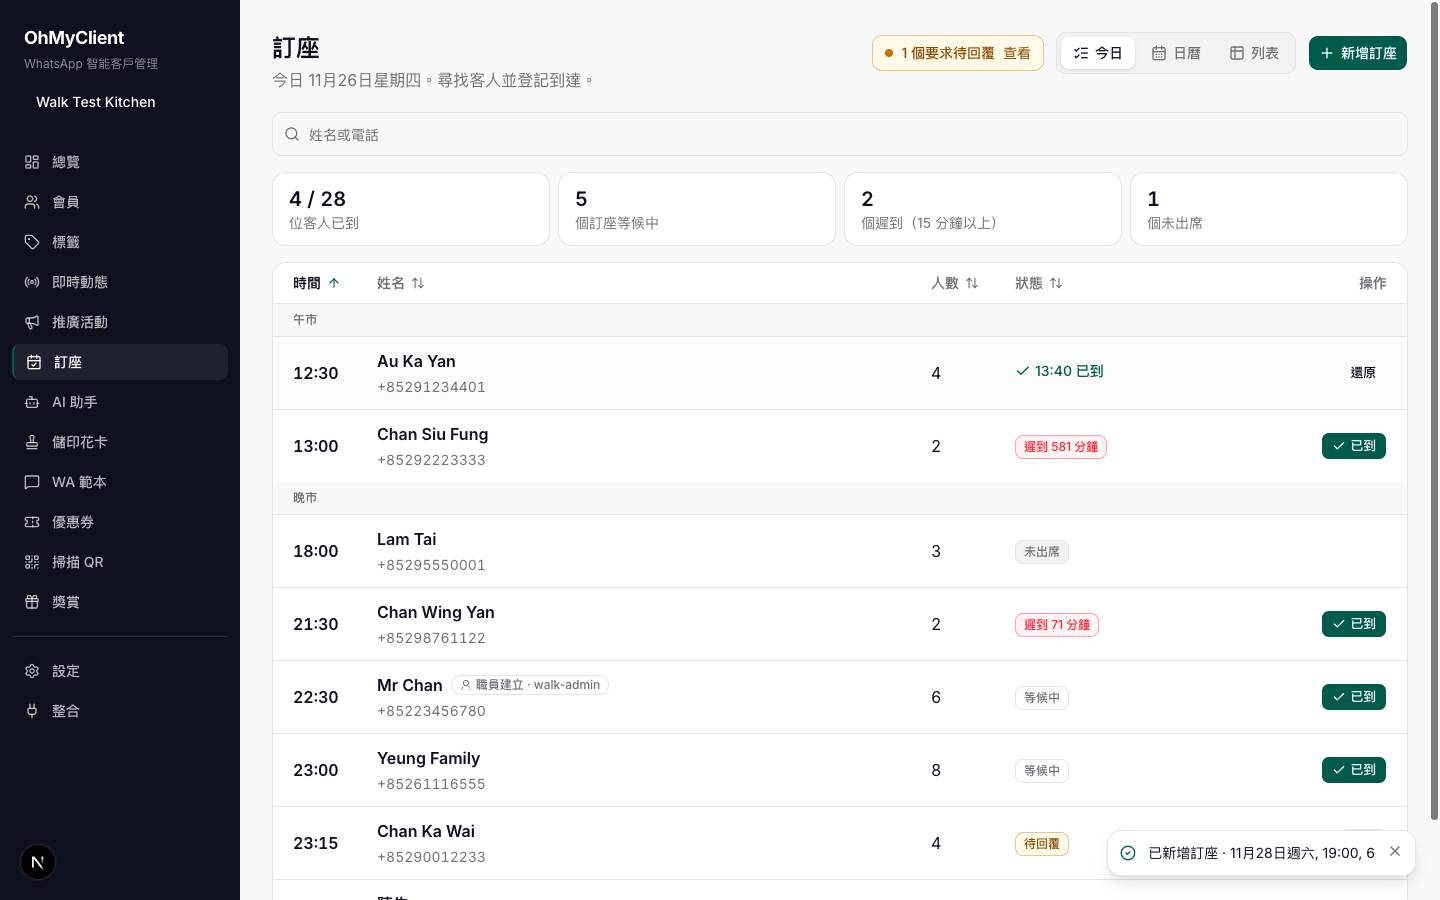 OhMyClient
WhatsApp 智能客戶管理
Walk Test Kitchen
總覽
會員
標籤
即時動態
推廣活動
訂座
AI 助手
儲印花卡
WA 範本
優惠券
掃描 QR
獎賞
設定
整合
N
訂座
今日 11月26日星期四。尋找客人並登記到達。
1 個要求待回覆 查看
今日
日曆
列表
新增訂座
姓名或電話
4 / 28
位客人已到
5
個訂座等候中
2
個遲到（15 分鐘以上）
1
個未出席
時間 姓名 人數 狀態 操作
午市
12:30 Au Ka Yan 4 13:40 已到 還原
+85291234401
13:00 Chan Siu Fung 2 遲到 581 分鐘 已到
+85292223333
晚市
18:00 Lam Tai 3 未出席
+85295550001
21:30 Chan Wing Yan 2 遲到 71 分鐘 已到
+85298761122
22:30 Mr Chan 職員建立 · walk-admin 6 等候中 已到
+85223456780
23:00 Yeung Family 8 等候中 已到
+85261116555
23:15 Chan Ka Wai 4 待回覆
+85290012233
已新增訂座 · 11月28日週六, 19:00, 6